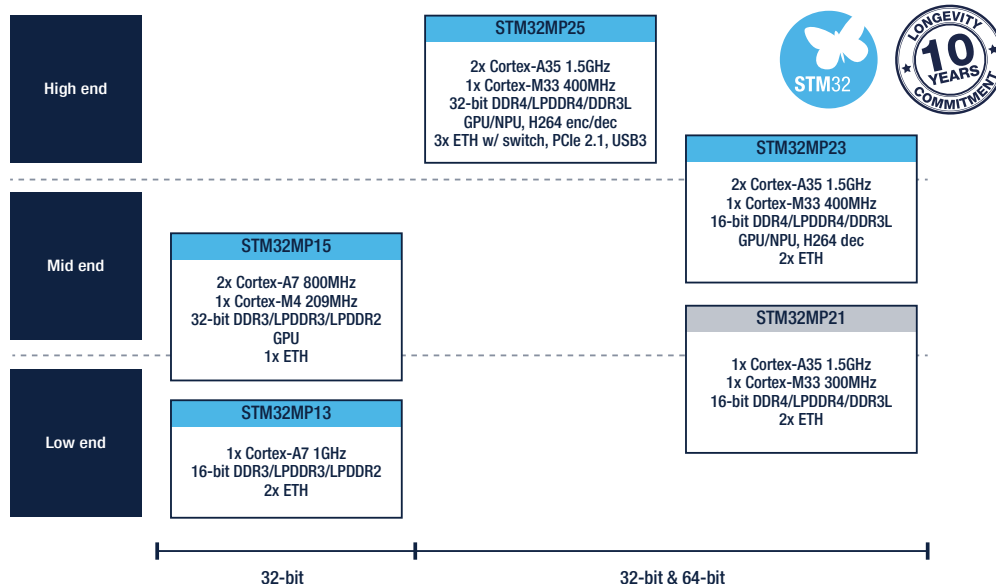 High end
STM32MP25
2x Cortex-A35 1.5GHz
1x Cortex-M33 400MHz
32-bit DDR4/LPDDR4/DDR3L
GPU/NPU, H264 enc/dec
3x ETH w/ switch, PCIe 2.1, USB3
STM32
LONGEVITY
10
YEARS
COMMITMENT
STM32MP23
2x Cortex-A35 1.5GHz
1x Cortex-M33 400MHz
16-bit DDR4/LPDDR4/DDR3L
GPU/NPU, H264 dec
2x ETH
Mid end
STM32MP15
2x Cortex-A7 800MHz
1x Cortex-M4 209MHz
32-bit DDR3/LPDDR3/LPDDR2
GPU
1x ETH
STM32MP21
1x Cortex-A35 1.5GHz
1x Cortex-M33 300MHz
16-bit DDR4/LPDDR4/DDR3L
2x ETH
Low end
STM32MP13
1x Cortex-A7 1GHz
16-bit DDR3/LPDDR3/LPDDR2
2x ETH
32-bit
32-bit & 64-bit